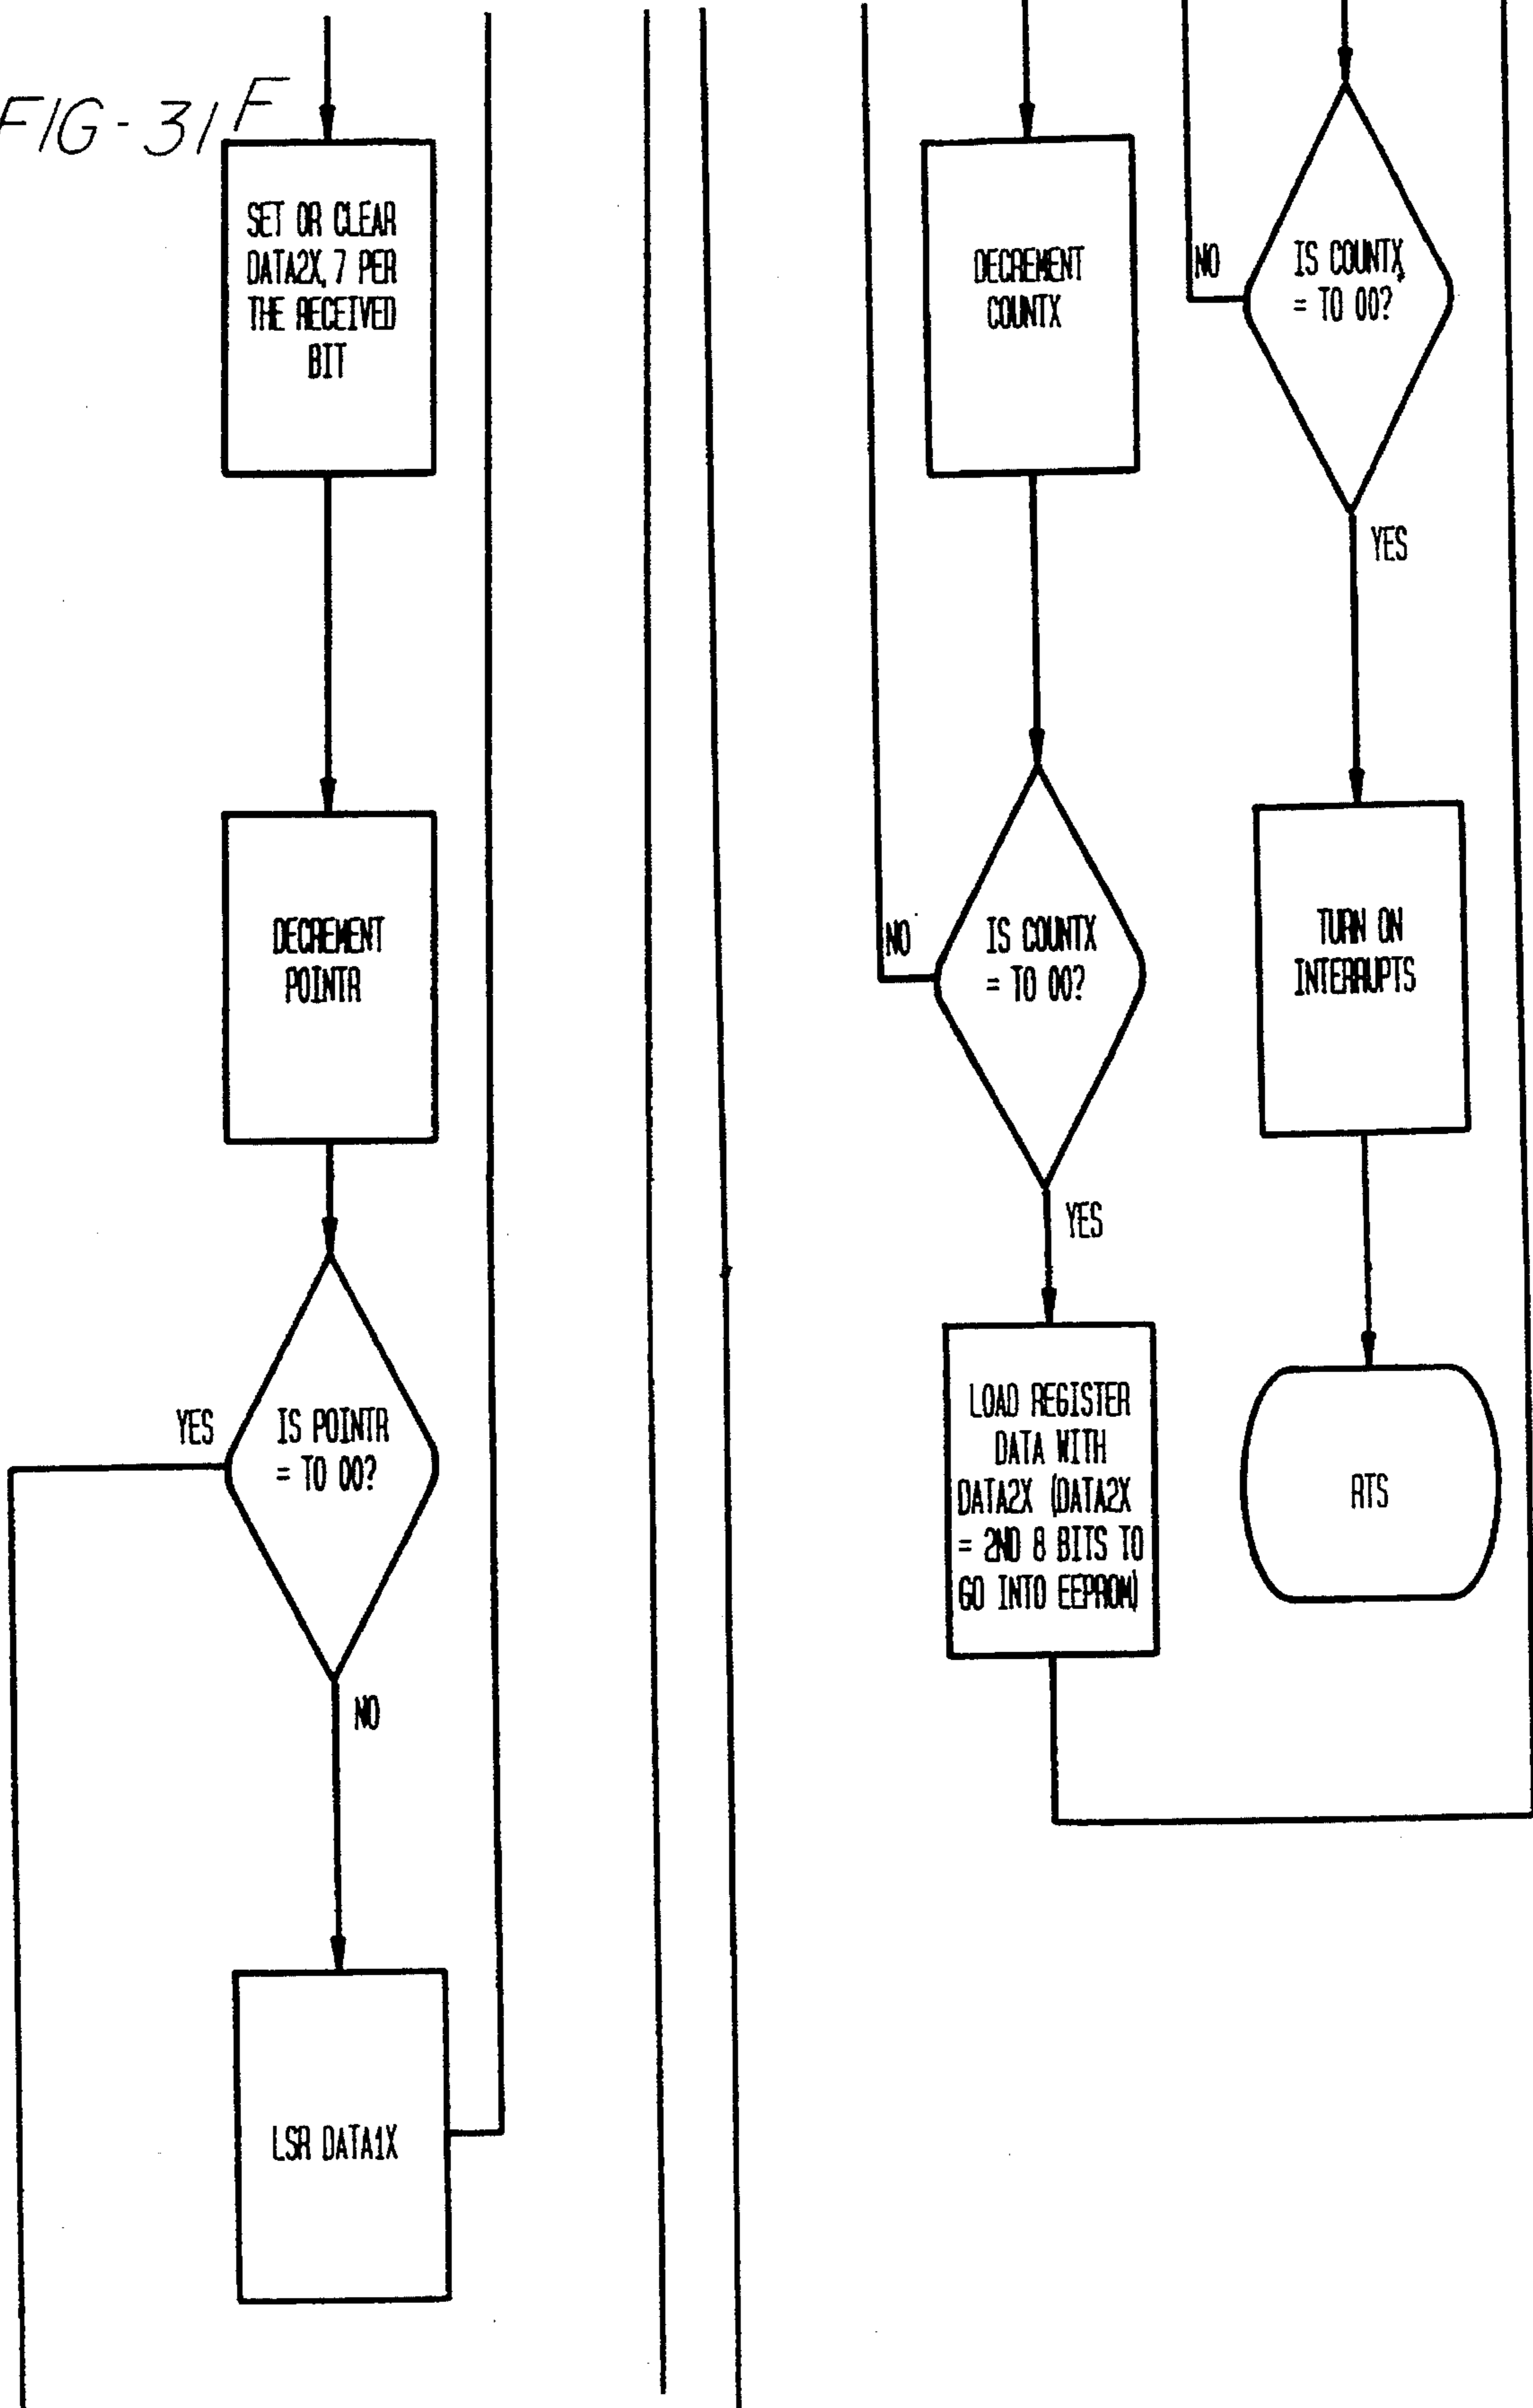 FIG-31F
SET OR CLEAR
DATA2X, 7 PER
THE RECEIVED
BIT
DECREMENT
POINTR
IS POINTR
= TO 00?
YES
NO
LSR DATA1X
DECREMENT
COUNTX
IS COUNTX
= TO 00?
NO
YES
LOAD REGISTER
DATA WITH
DATA2X (DATA2X
= 2ND 8 BITS TO
GO INTO EEPROM)
IS COUNTX
= TO 00?
NO
YES
TURN ON
INTERRUPTS
RTS